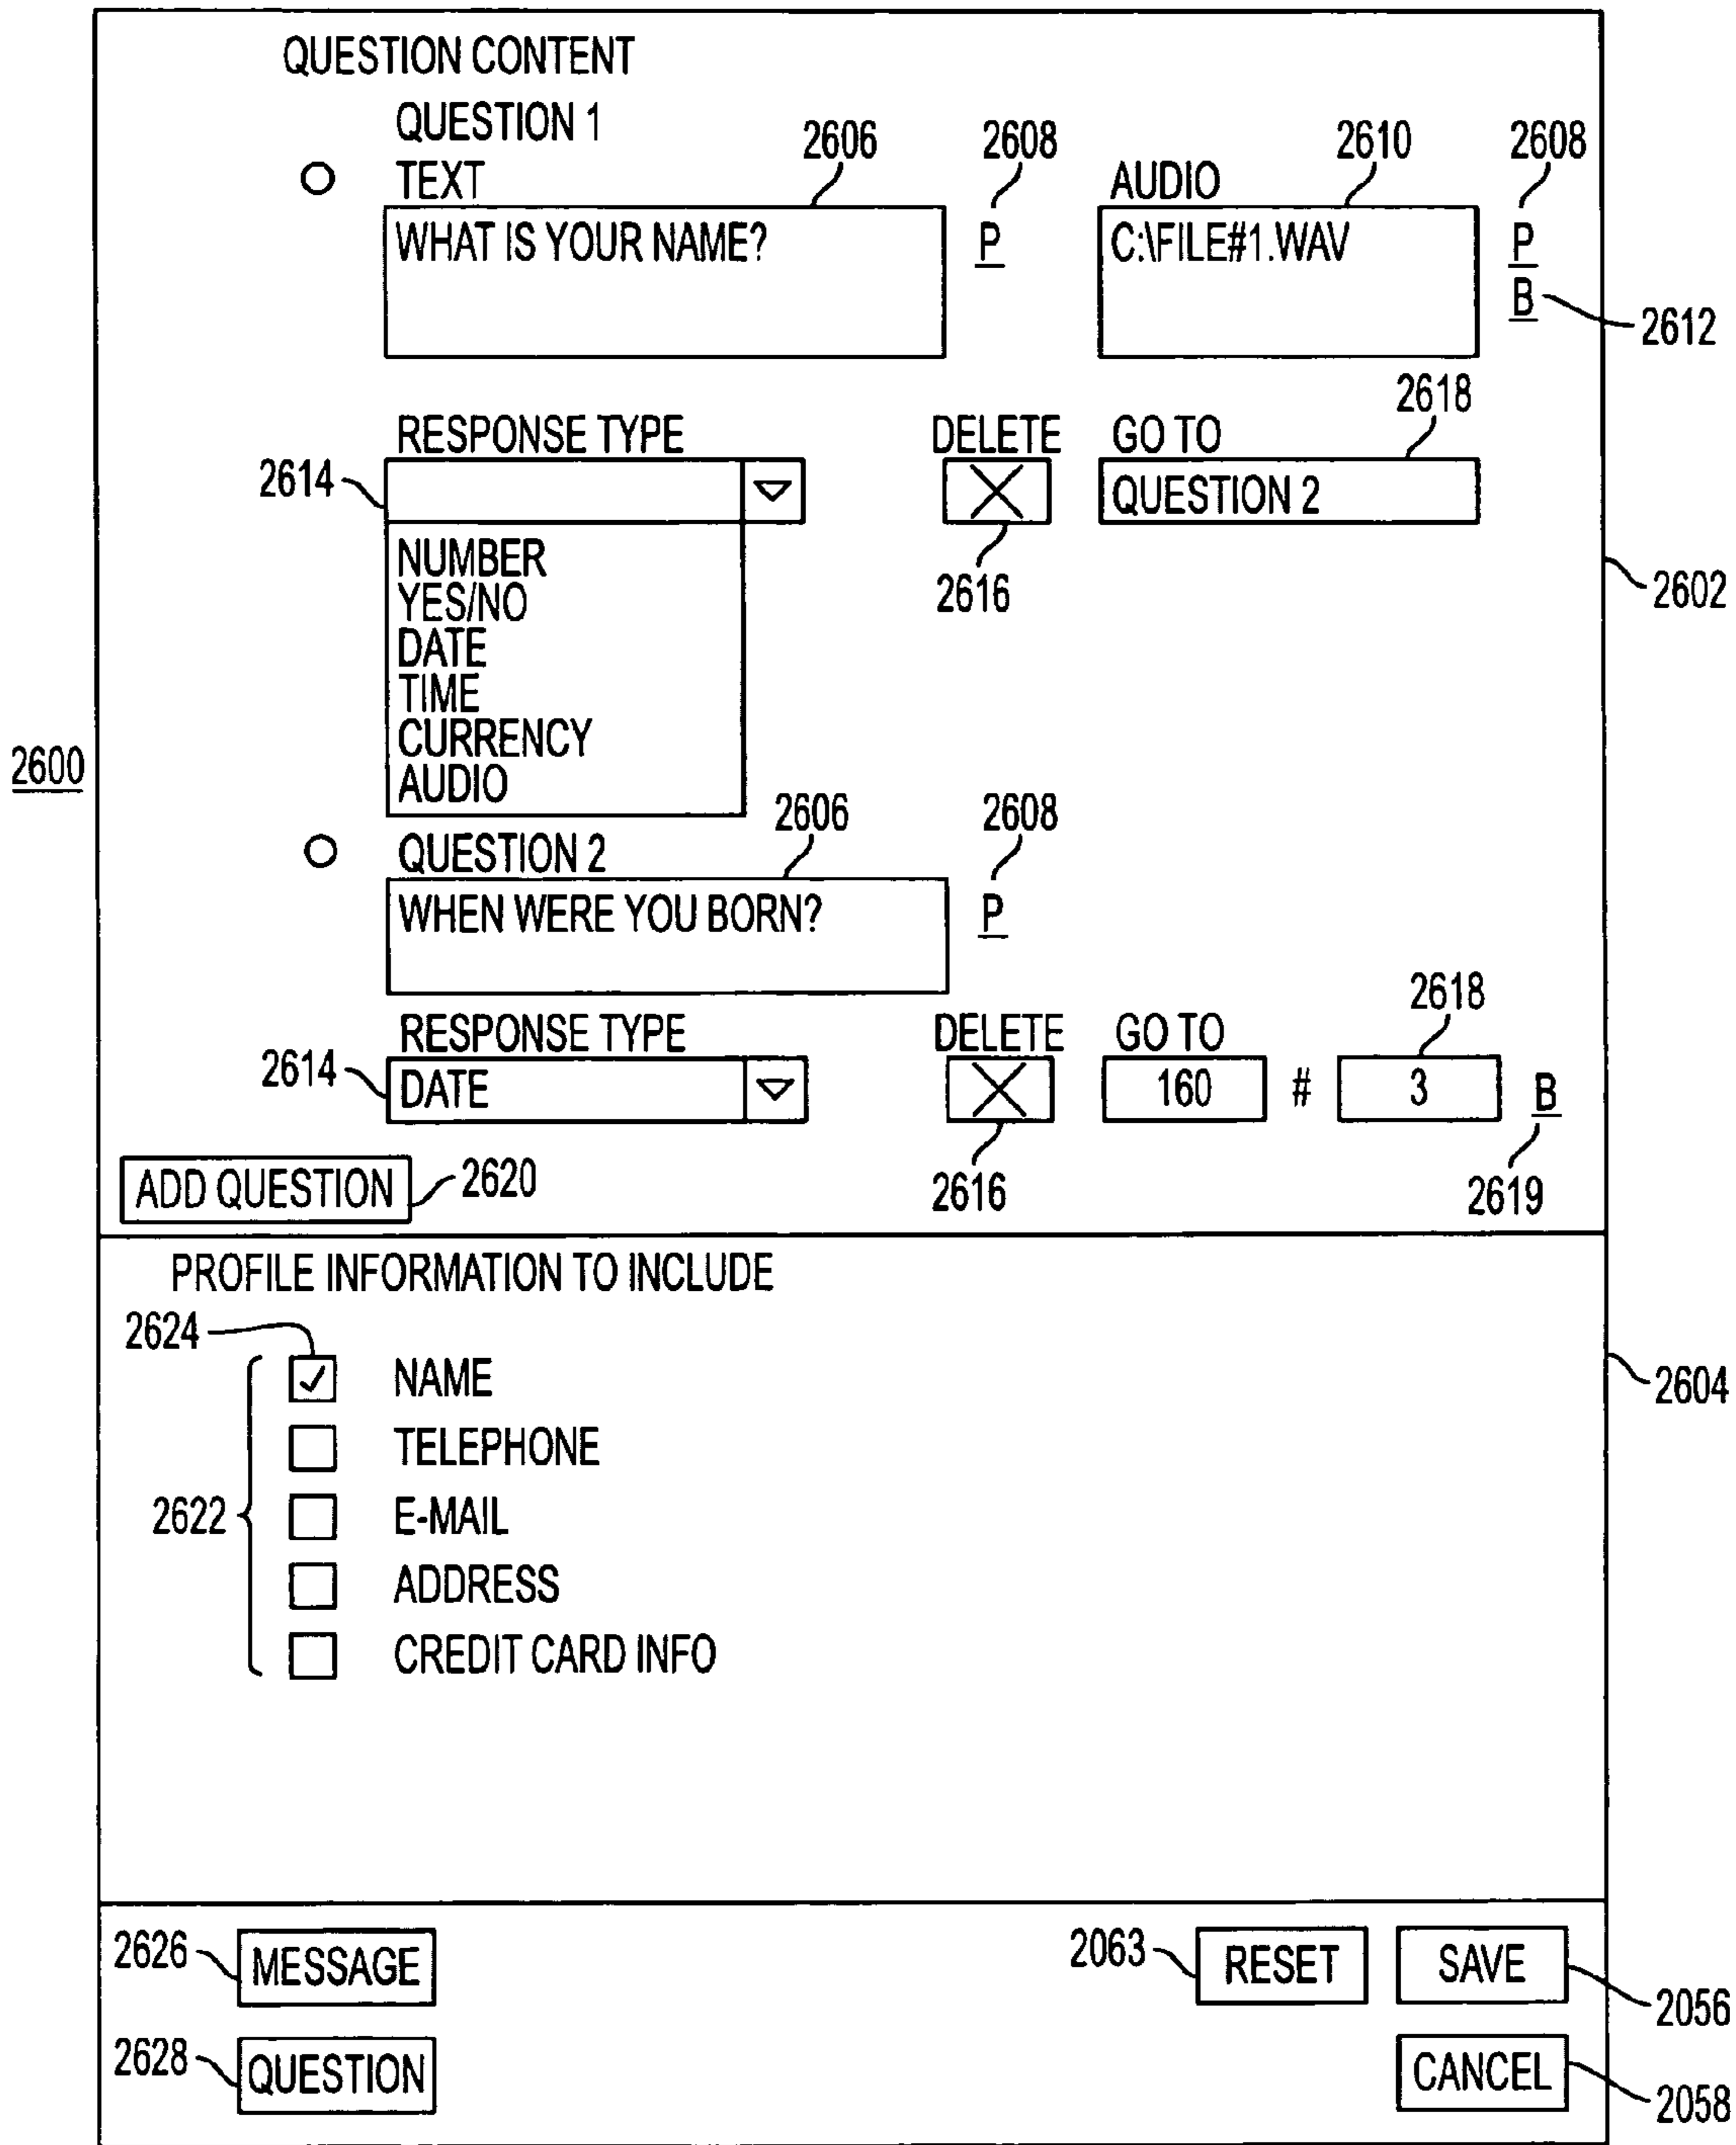 QUESTION CONTENT
QUESTION 1
2606 2608 2610 2608
TEXT AUDIO
WHAT IS YOUR NAME? P C:\FILE#1.WAV P
B 2612
2618
RESPONSE TYPE DELETE GO TO
2614 QUESTION 2
NUMBER
YES/NO 2616 2602
DATE
TIME
CURRENCY
2600
AUDIO
2606 2608
QUESTION 2
WHEN WERE YOU BORN? P
2618
RESPONSE TYPE DELETE GO TO
2614 DATE 160 # 3 B
ADD QUESTION 2620 2616 2619
PROFILE INFORMATION TO INCLUDE
2624
NAME 2604
TELEPHONE
2622 E-MAIL
ADDRESS
CREDIT CARD INFO
2626 MESSAGE 2063 RESET SAVE
2056
2628 QUESTION CANCEL
2058